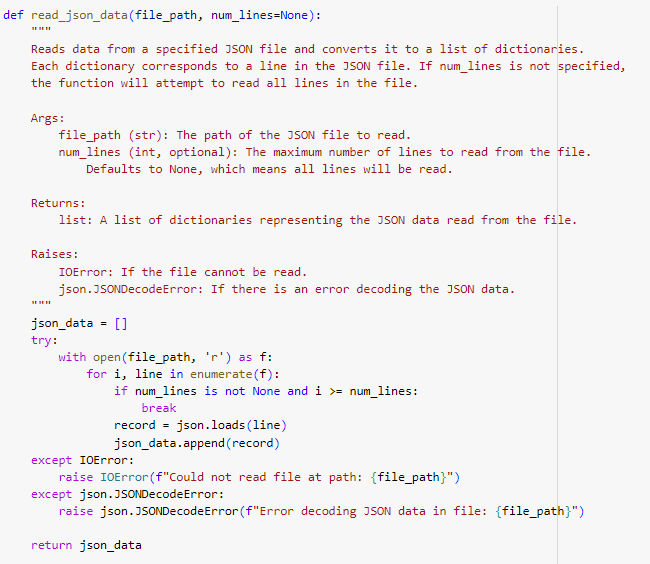 def read_json_data(file_path, num_lines=None):
    """
    Reads data from a specified JSON file and converts it to a list of dictionaries.
    Each dictionary corresponds to a line in the JSON file. If num_lines is not specified,
    the function will attempt to read all lines in the file.

    Args:
        file_path (str): The path of the JSON file to read.
        num_lines (int, optional): The maximum number of lines to read from the file.
            Defaults to None, which means all lines will be read.

    Returns:
        list: A list of dictionaries representing the JSON data read from the file.

    Raises:
        IOError: If the file cannot be read.
        json.JSONDecodeError: If there is an error decoding the JSON data.
    """
    json_data = []
    try:
        with open(file_path, 'r') as f:
            for i, line in enumerate(f):
                if num_lines is not None and i >= num_lines:
                    break
                record = json.loads(line)
                json_data.append(record)
    except IOError:
        raise IOError(f"Could not read file at path: {file_path}")
    except json.JSONDecodeError:
        raise json.JSONDecodeError(f"Error decoding JSON data in file: {file_path}")

    return json_data